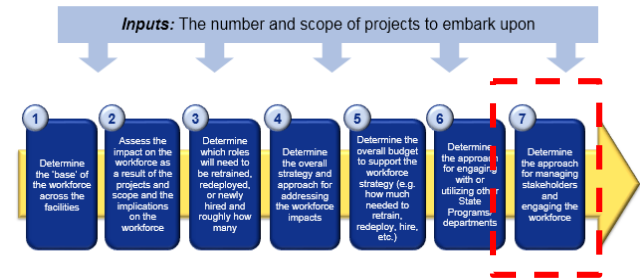 Inputs: The number and scope of projects to embark upon
1
Determine
the 'base' of
the workforce
across the
facilities
2
Assess the
impact on the
workforce as
a result of the
projects and
scope and the
implications
on the
workforce
3
Determine
which roles
will need to
be retrained,
redeployed,
or newly
hired and
roughly how
many
4
Determine
the overall
strategy and
approach for
addressing
the workforce
impacts
5
Determine the
overall budget
to support the
workforce
strategy (e.g.
how much
needed to
retrain,
redeploy, hire,
etc.)
6
Determine
the approach
for engaging
with or
utilizing other
State
Programs/
departments
7
Determine
the approach
for managing
stakeholders
and
engaging the
workforce